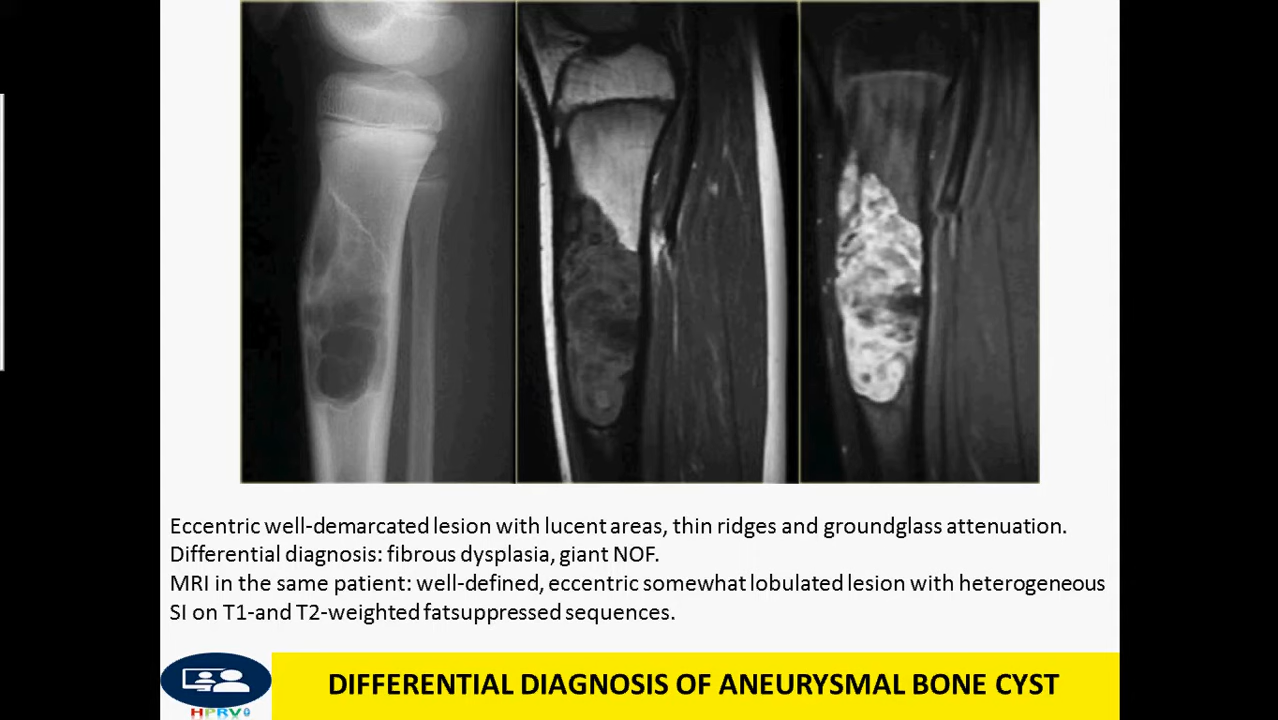 Eccentric well-demarcated lesion with lucent areas, thin ridges and groundglass attenuation.
Differential diagnosis: fibrous dysplasia, giant NOF.
MRI in the same patient: well-defined, eccentric somewhat lobulated lesion with heterogeneous
SI on T1-and T2-weighted fatsuppressed sequences.
DIFFERENTIAL DIAGNOSIS OF ANEURYSMAL BONE CYST
HPRV